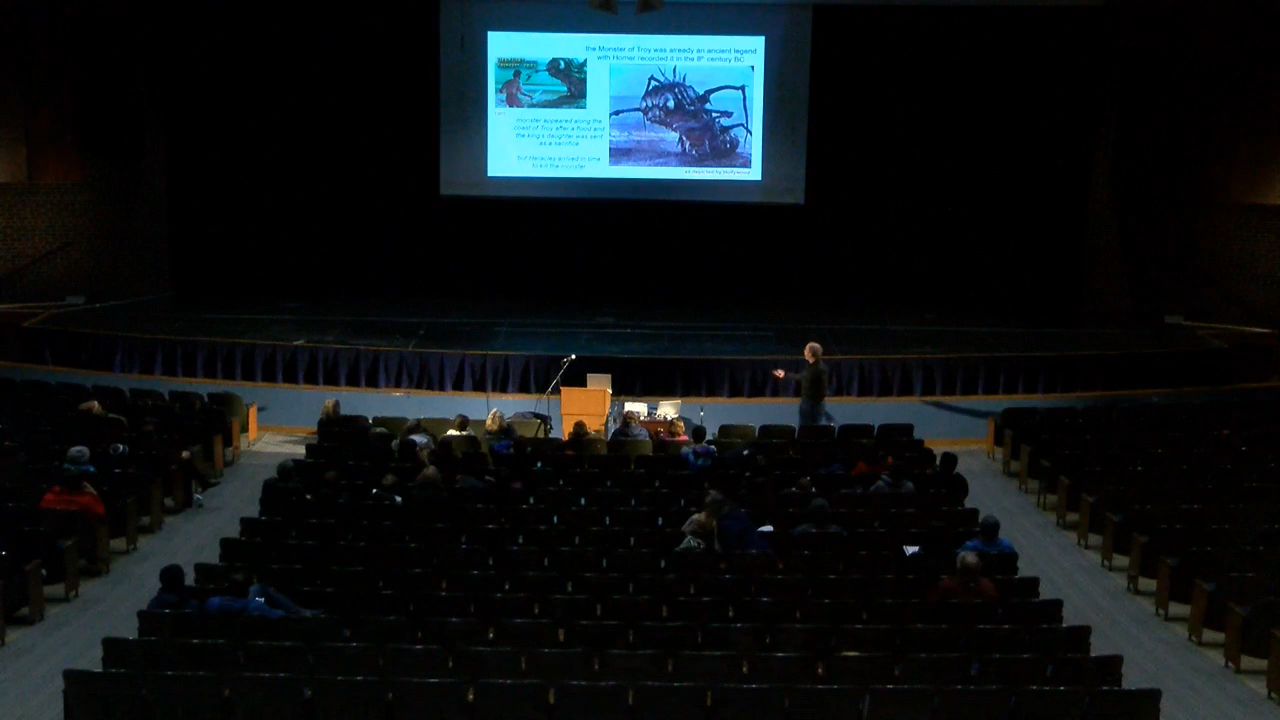 the Monster of Troy was already an ancient legend
with Homer recorded it in the 8th century BC
monster appeared along the
coast of Troy after a flood and
the king's daughter was sent
as a sacrifice
but Heracles arrived in time
to kill the monster
as depicted by Hollywood